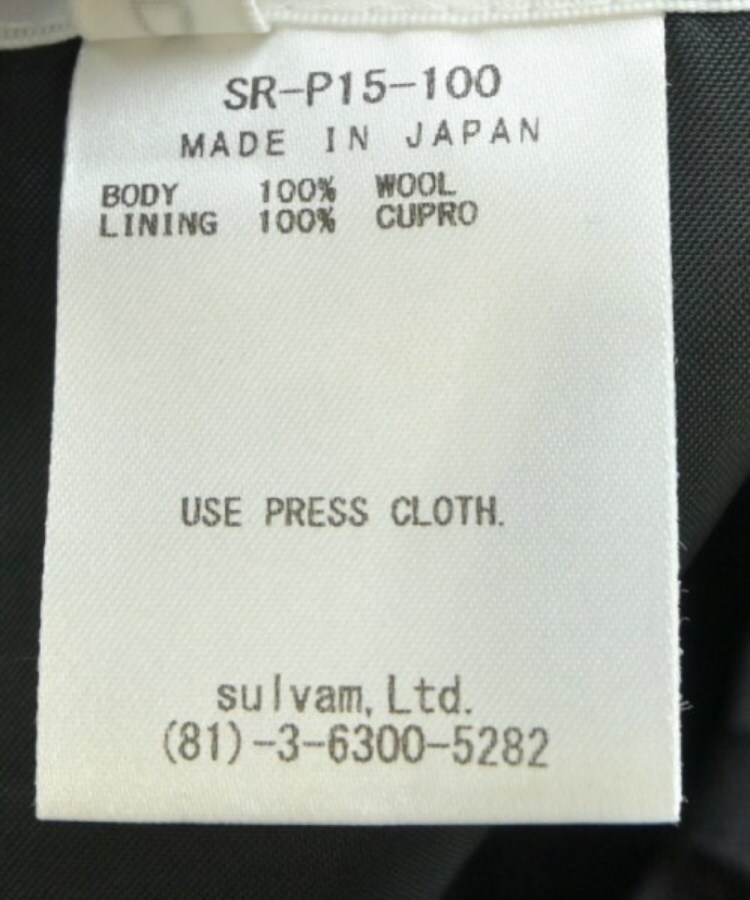 SR-P15-100
MADE IN JAPAN
BODY 100% WOOL
LINING 100% CUPRO
USE PRESS CLOTH.
sulvam, Ltd.
(81)-3-6300-5282